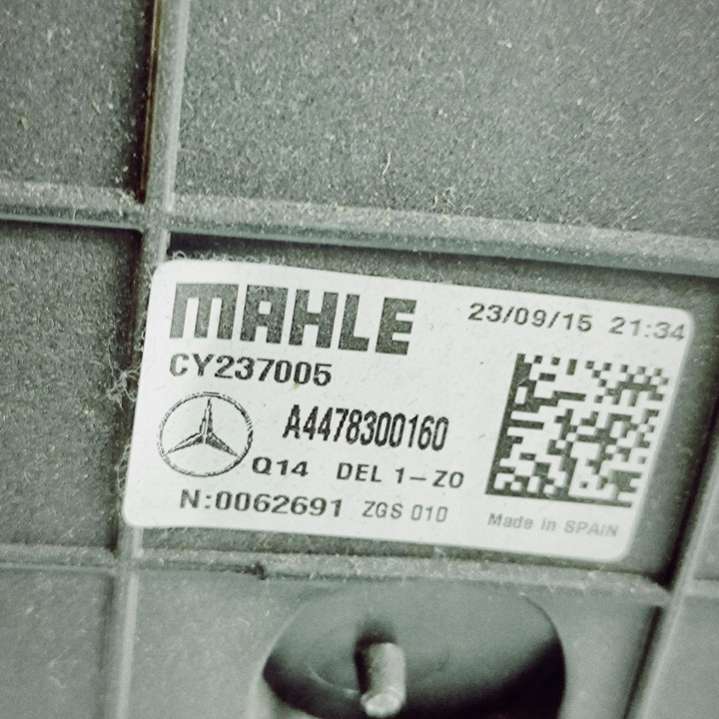 MAHLE 23/09/15 21:34
CY237005
A4478300160
Q14 DEL 1-ZO
N:0062691 ZGS 010 Made in SPAIN